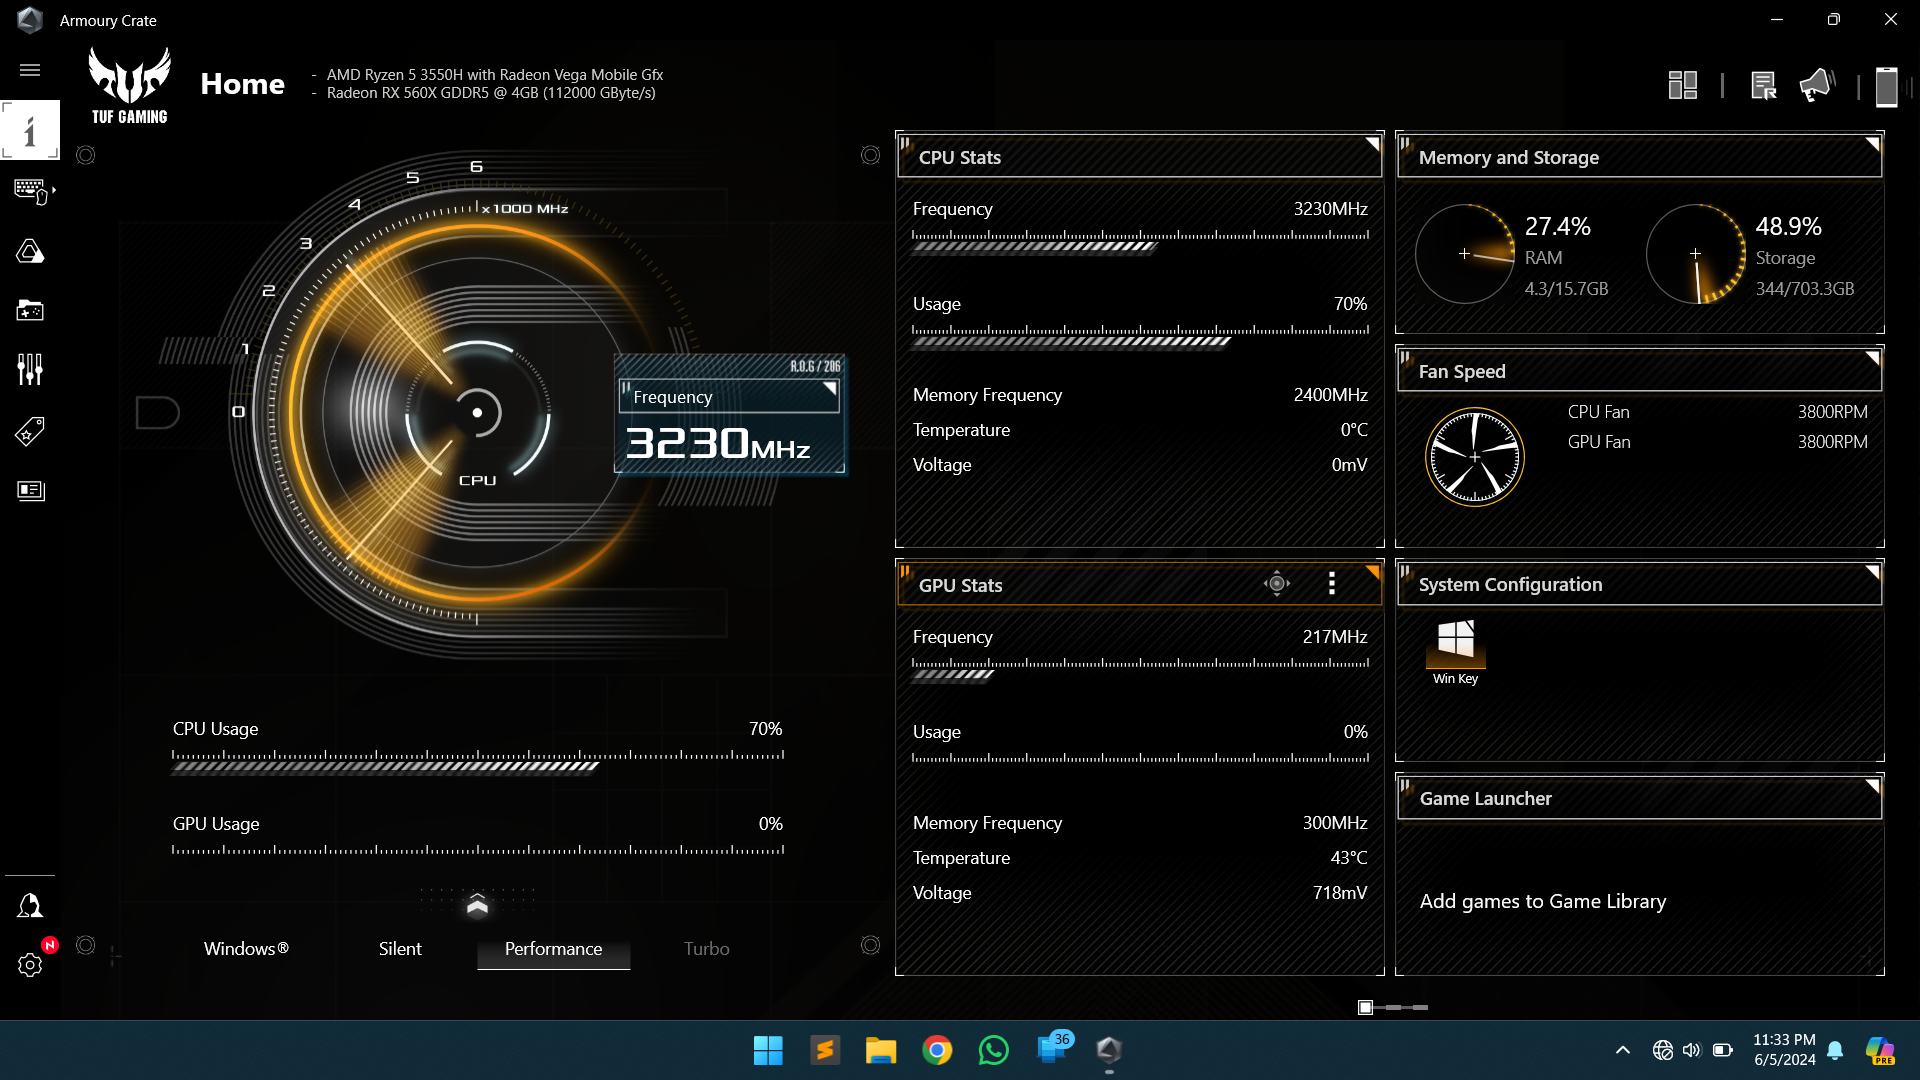 Armoury Crate
TUF GAMING
Home
- AMD Ryzen 5 3550H with Radeon Vega Mobile Gfx
- Radeon RX 560X GDDR5 @ 4GB (112000 GByte/s)
6
5
4
x1000 MHz
3
2
1
0
R.O.G / 206
Frequency
3230MHz
CPU
CPU Usage 70%
GPU Usage 0%
Windows® Silent Performance Turbo
CPU Stats
Frequency 3230MHz
Usage 70%
Memory Frequency 2400MHz
Temperature 0°C
Voltage 0mV
GPU Stats
Frequency 217MHz
Usage 0%
Memory Frequency 300MHz
Temperature 43°C
Voltage 718mV
Memory and Storage
27.4%
RAM
4.3/15.7GB
48.9%
Storage
344/703.3GB
Fan Speed
CPU Fan 3800RPM
GPU Fan 3800RPM
System Configuration
Win Key
Game Launcher
Add games to Game Library
N
36
11:33 PM
6/5/2024
PRE